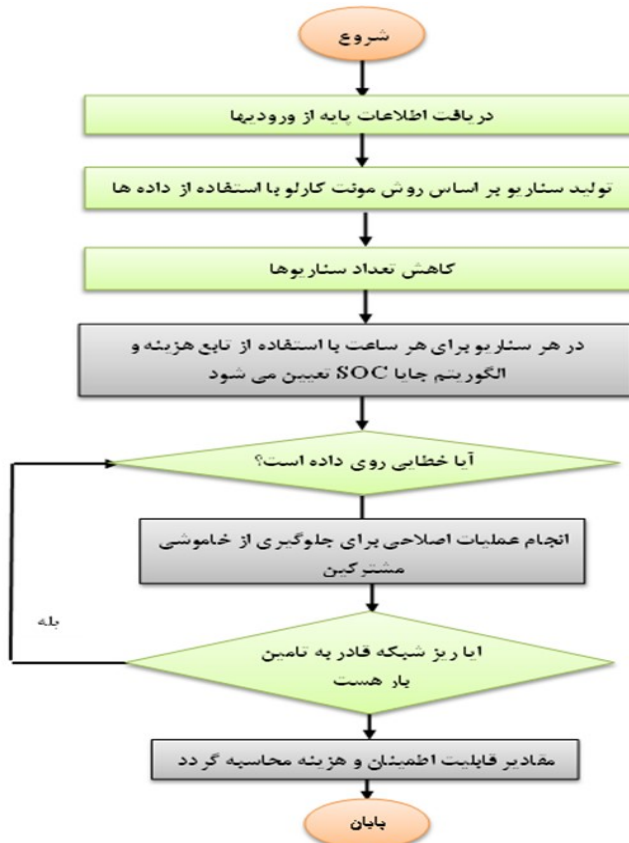 شروع
دریافت اطلاعات پایه از ورودیها
تولید سناریو بر اساس روش مونت کارلو با استفاده از داده ها
کاهش تعداد سناریوها
در هر سناریو برای هر ساعت با استفاده از تابع هزینه و
الگوریتم جایا SOC تعیین می شود
آیا خطایی روی داده است؟
انجام عملیات اصلاحی برای جلوگیری از خاموشی
مشترکین
بله
ایا ریز شبکه قادر به تامین
بار هست
مقادیر قابلیت اطمینان و هزینه محاسبه گردد
پایان